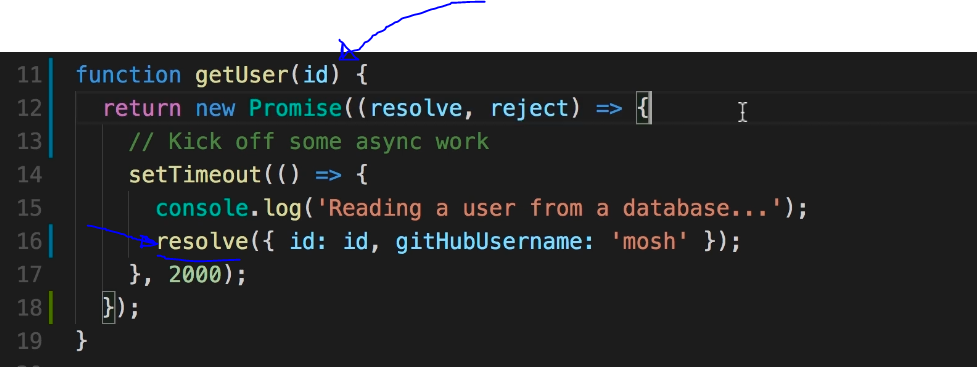 11 function getUser(id) {
12 return new Promise((resolve, reject) => {
13 // Kick off some async work
14 setTimeout(() => {
15 console.log('Reading a user from a database...');
16 resolve({ id: id, gitHubUsername: 'mosh' });
17 }, 2000);
18 });
19 }